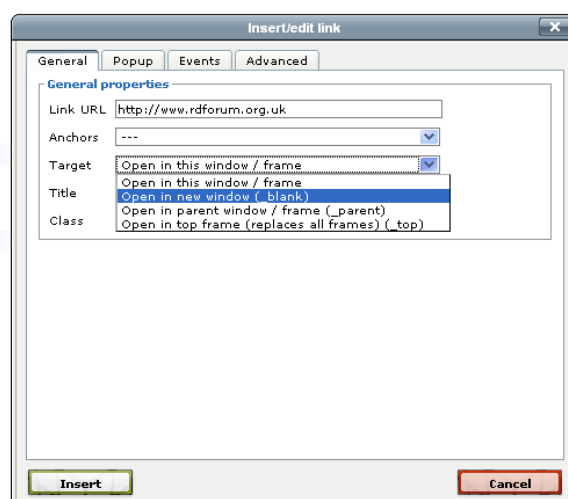 Insert/edit link
General Popup Events Advanced
General properties
Link URL http://www.rdforum.org.uk
Anchors ---
Target Open in this window / frame
Open in this window / frame
Title Open in new window (_blank)
Open in parent window / frame (_parent)
Class Open in top frame (replaces all frames) (_top)
Insert Cancel